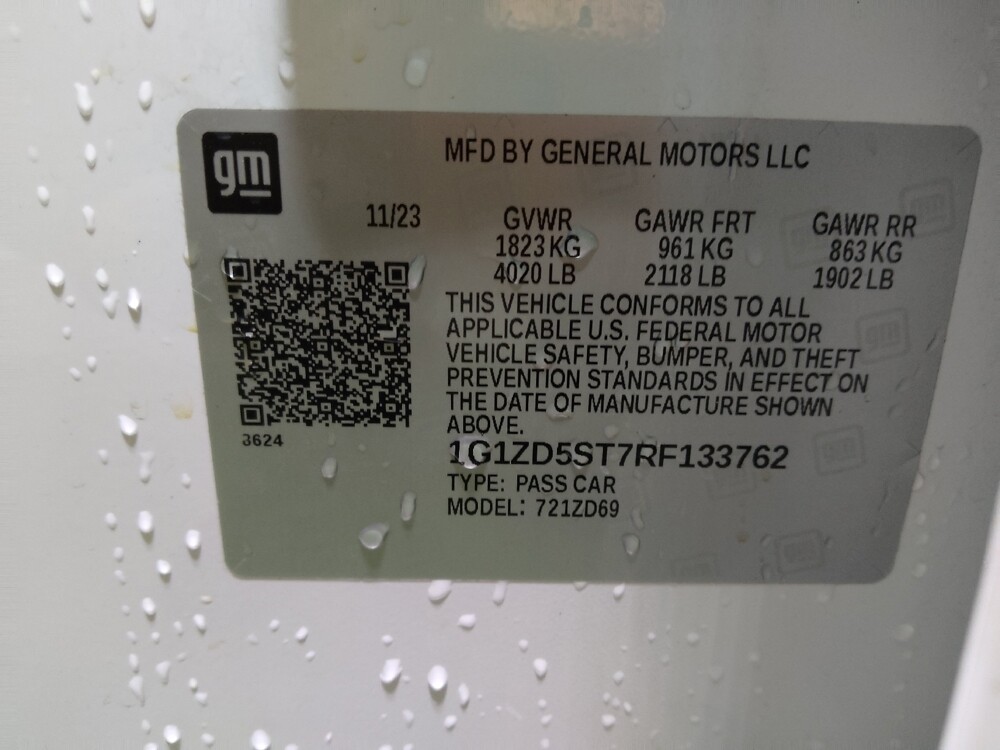 gm
MFD BY GENERAL MOTORS LLC
11/23 GVWR GAWR FRT GAWR RR
1823 KG 961 KG 863 KG
4020 LB 2118 LB 1902 LB
THIS VEHICLE CONFORMS TO ALL
APPLICABLE U.S. FEDERAL MOTOR
VEHICLE SAFETY, BUMPER, AND THEFT
PREVENTION STANDARDS IN EFFECT ON
THE DATE OF MANUFACTURE SHOWN
ABOVE.
3624
1G1ZD5ST7RF133762
TYPE: PASS CAR
MODEL: 721ZD69